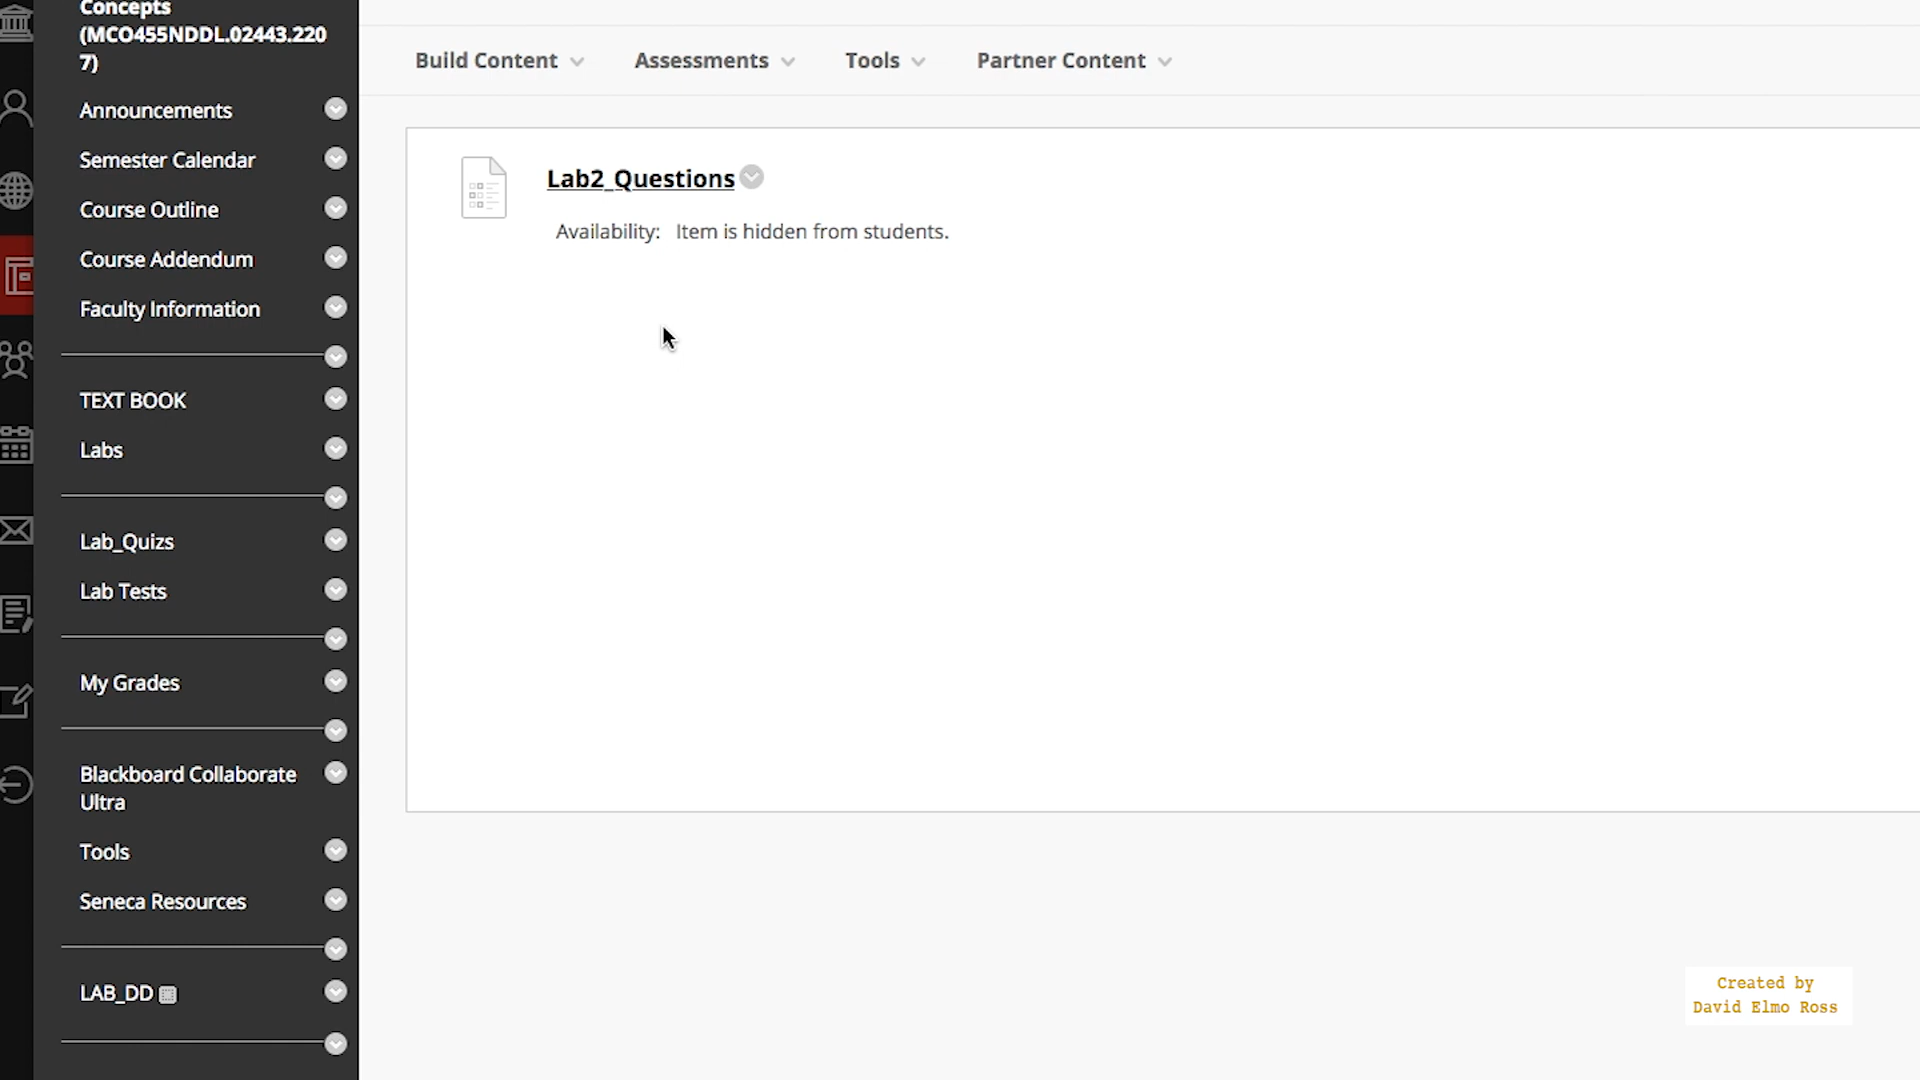 Concepts
(MCO455NDDL.02443.220
7)
Announcements
Semester Calendar
Course Outline
Course Addendum
Faculty Information
TEXT BOOK
Labs
Lab_Quizs
Lab Tests
My Grades
Blackboard Collaborate
Ultra
Tools
Seneca Resources
LAB_DD
Build Content Assessments Tools Partner Content
Lab2_Questions
Availability: Item is hidden from students.
Created by
David Elmo Ross